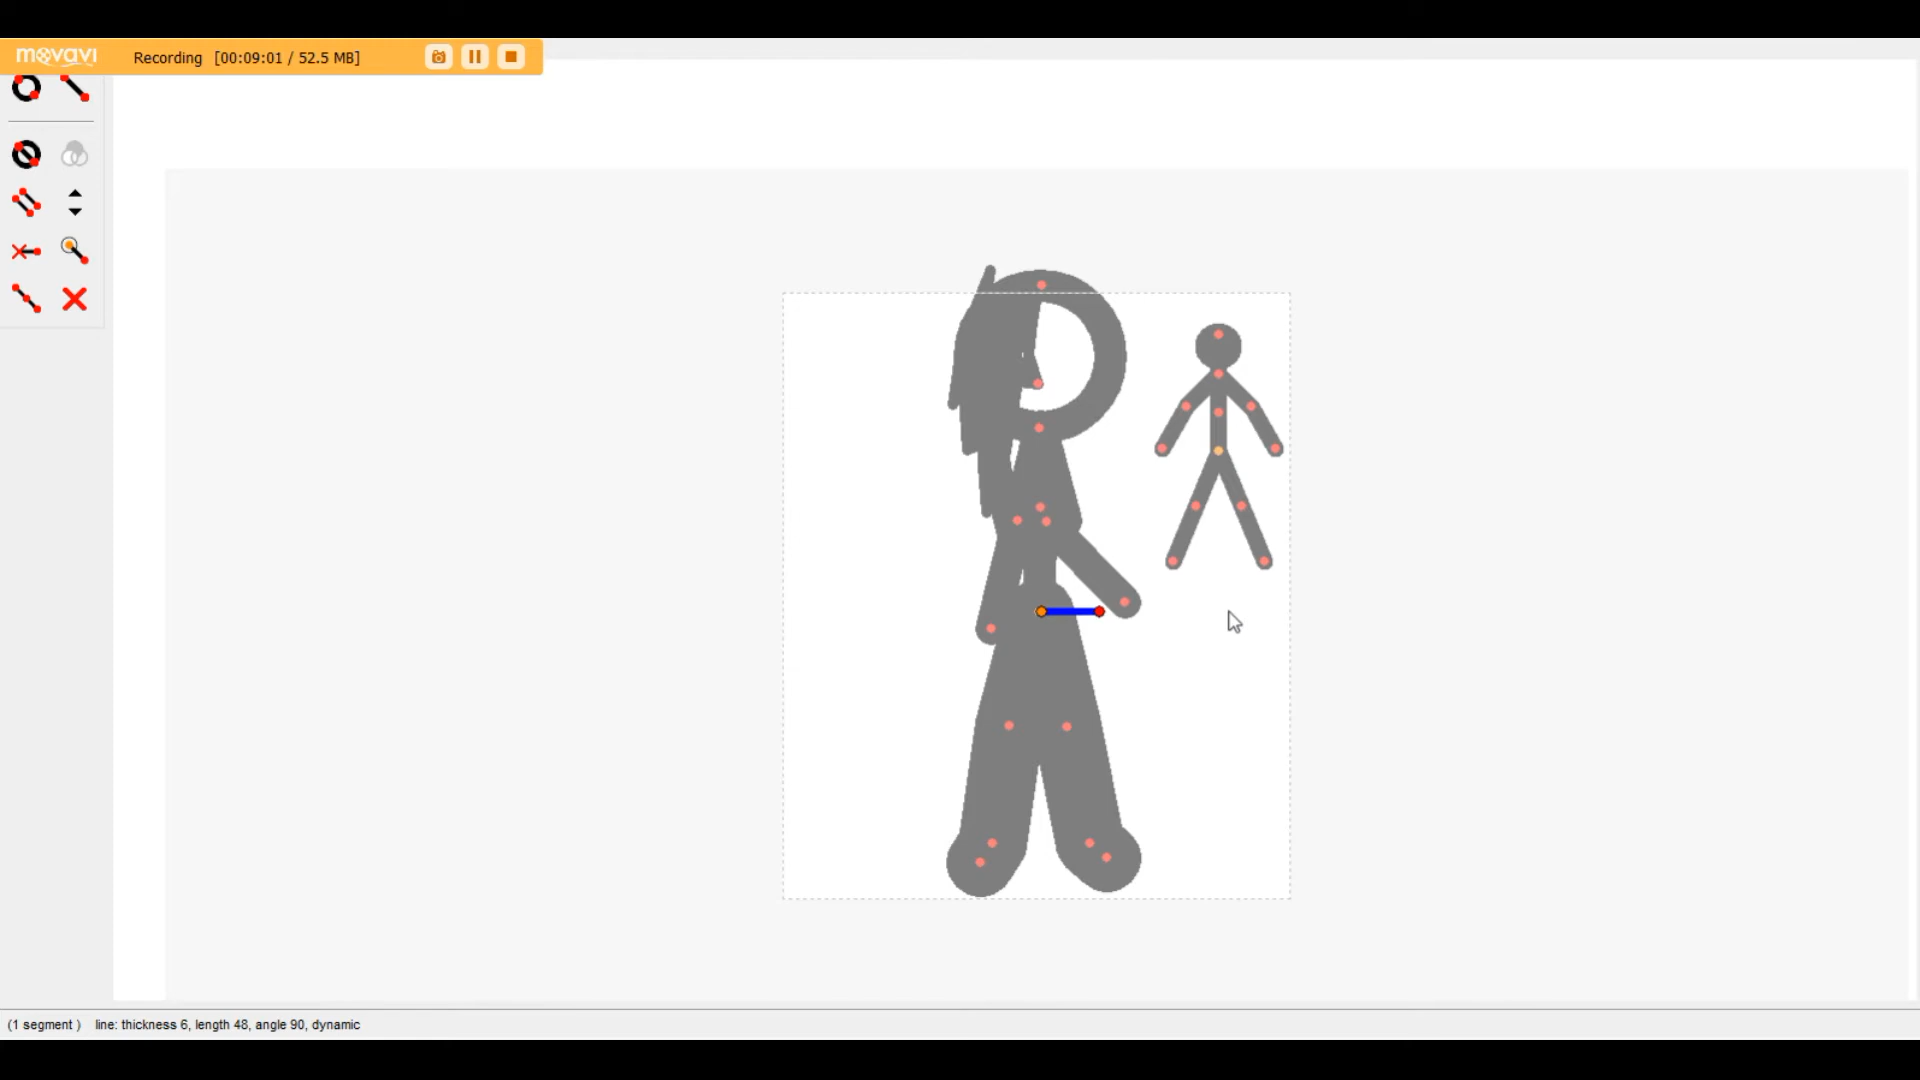 movavi
Recording [00:09:01 / 52.5 MB]
(1 segment ) line: thickness 6, length 48, angle 90, dynamic